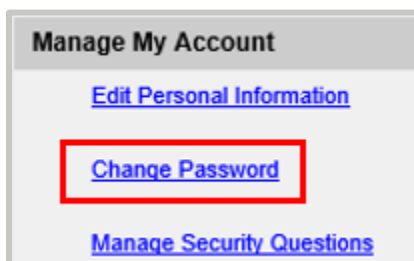 Manage My Account
Edit Personal Information
Change Password
Manage Security Questions